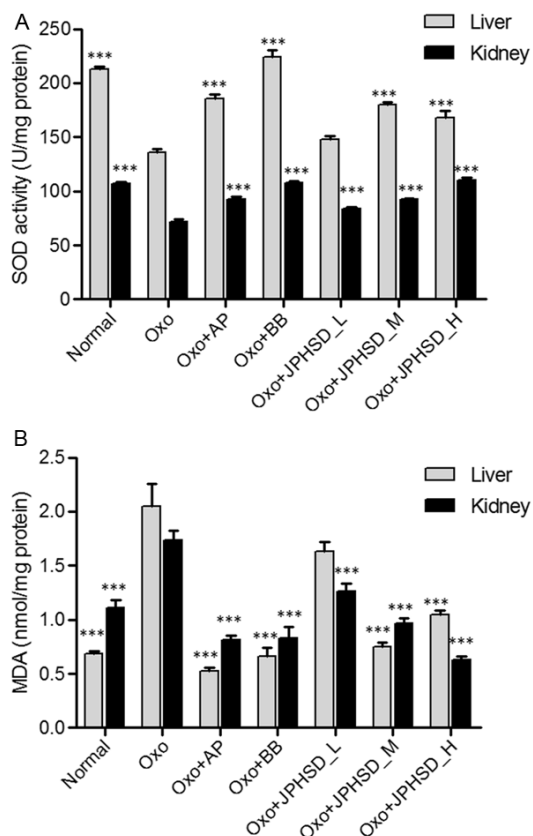 A
SOD activity (U/mg protein)
250
200
150
100
50
0
Liver
Kidney
*** *** *** *** *** *** *** *** *** *** ***
Normal
Oxo
Oxo+AP
Oxo+BB
Oxo+JPHSD_L
Oxo+JPHSD_M
Oxo+JPHSD_H
B
MDA (nmol/mg protein)
2.5
2.0
1.5
1.0
0.5
0.0
Liver
Kidney
*** *** *** *** *** *** *** *** *** *** ***
Normal
Oxo
Oxo+AP
Oxo+BB
Oxo+JPHSD_L
Oxo+JPHSD_M
Oxo+JPHSD_H